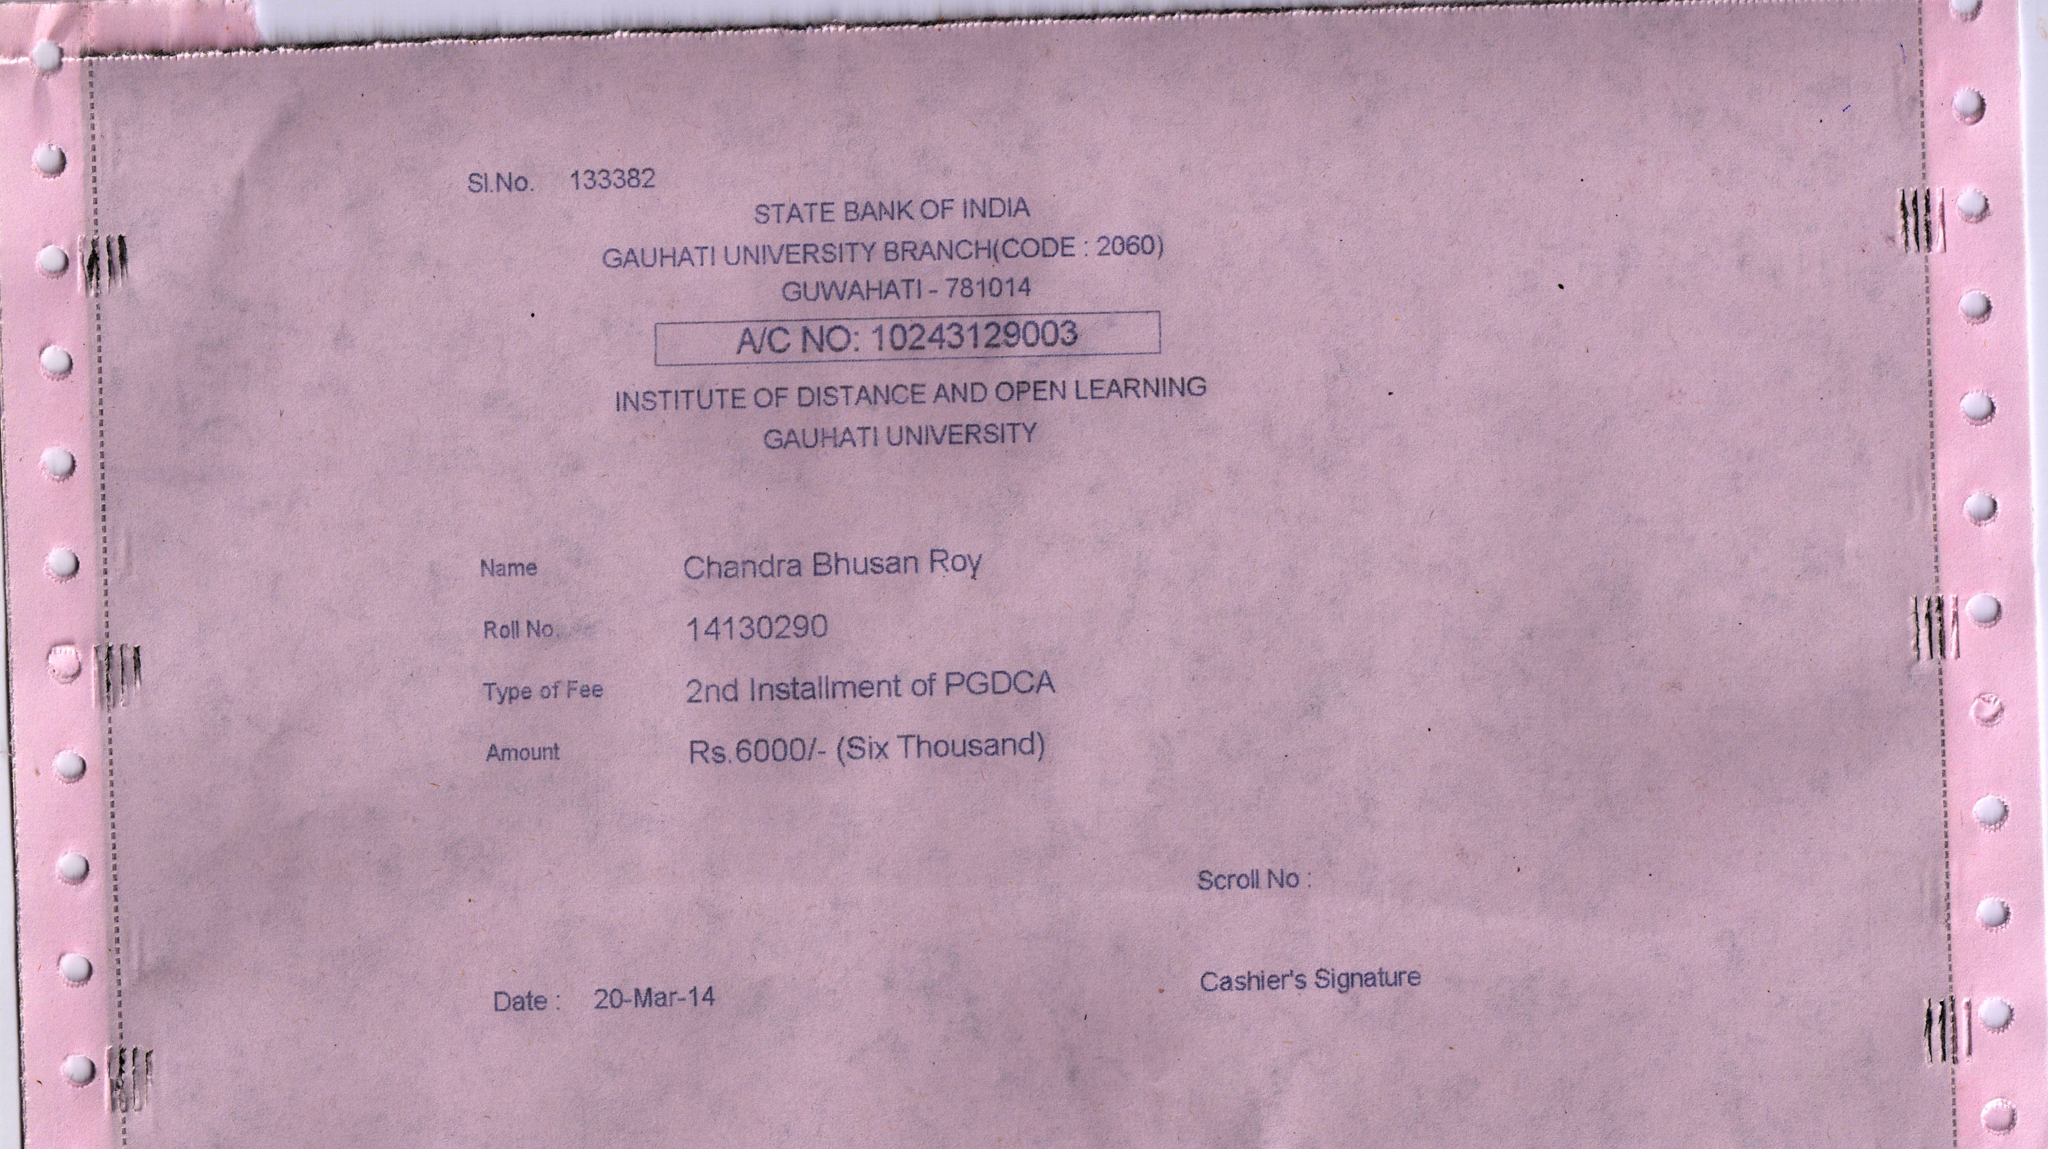 Sl.No. 133382
STATE BANK OF INDIA
GAUHATI UNIVERSITY BRANCH(CODE : 2060)
GUWAHATI - 781014
A/C NO: 10243129003
INSTITUTE OF DISTANCE AND OPEN LEARNING
GAUHATI UNIVERSITY
Name Chandra Bhusan Roy
Roll No. 14130290
Type of Fee 2nd Installment of PGDCA
Amount Rs.6000/- (Six Thousand)
Scroll No :
Cashier's Signature
Date : 20-Mar-14